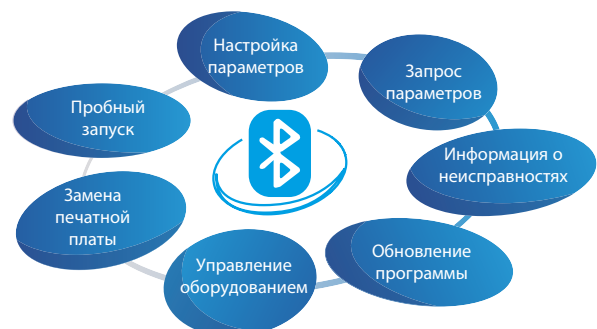 Настройка
параметров
Запрос
параметров
Информация о
неисправностях
Обновление
программы
Управление
оборудованием
Замена
печатной
платы
Пробный
запуск